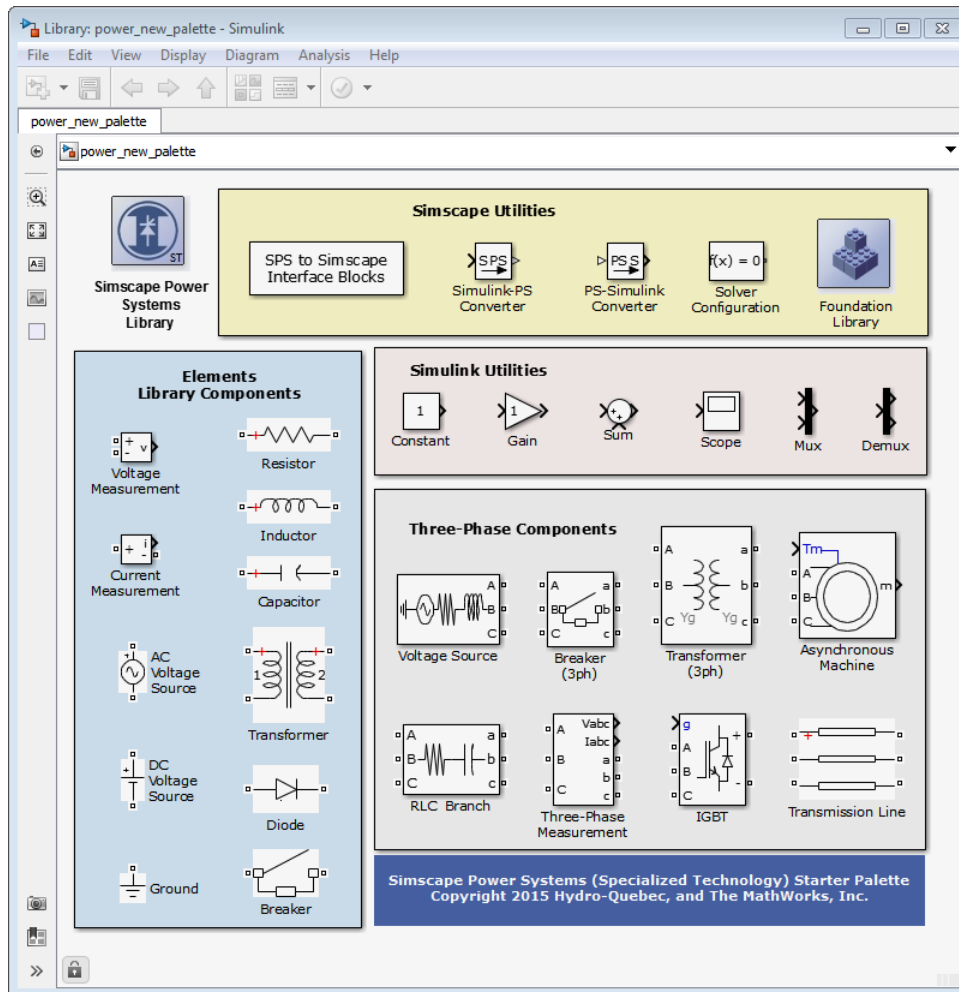 Library: power_new_palette - Simulink
File Edit View Display Diagram Analysis Help
power_new_palette
power_new_palette
ST
Simscape Power
Systems
Library
Simscape Utilities
SPS to Simscape
Interface Blocks
SPS
Simulink-PS
Converter
PS S
PS-Simulink
Converter
f(x) = 0
Solver
Configuration
Foundation
Library
Elements
Library Components
+
-
v
Voltage
Measurement
+
Resistor
+ i
-
Current
Measurement
+
Inductor
+
Capacitor
+
AC
Voltage
Source
+ +
1 2
Transformer
+
DC
Voltage
Source
Diode
Ground
Breaker
Simulink Utilities
1
Constant
1
Gain
+ +
Sum
Scope
Mux
Demux
Three-Phase Components
A
B
C
Voltage Source
A a
B b
C c
Breaker
(3ph)
A a
B b
C Yg Yg c
Transformer
(3ph)
Tm
A
B
C
m
Asynchronous
Machine
A a
B b
C c
RLC Branch
Vabc
A Iabc
B a
b
C c
Three-Phase
Measurement
g
A +
B
C -
IGBT
+
Transmission Line
Simscape Power Systems (Specialized Technology) Starter Palette
Copyright 2015 Hydro-Quebec, and The MathWorks, Inc.